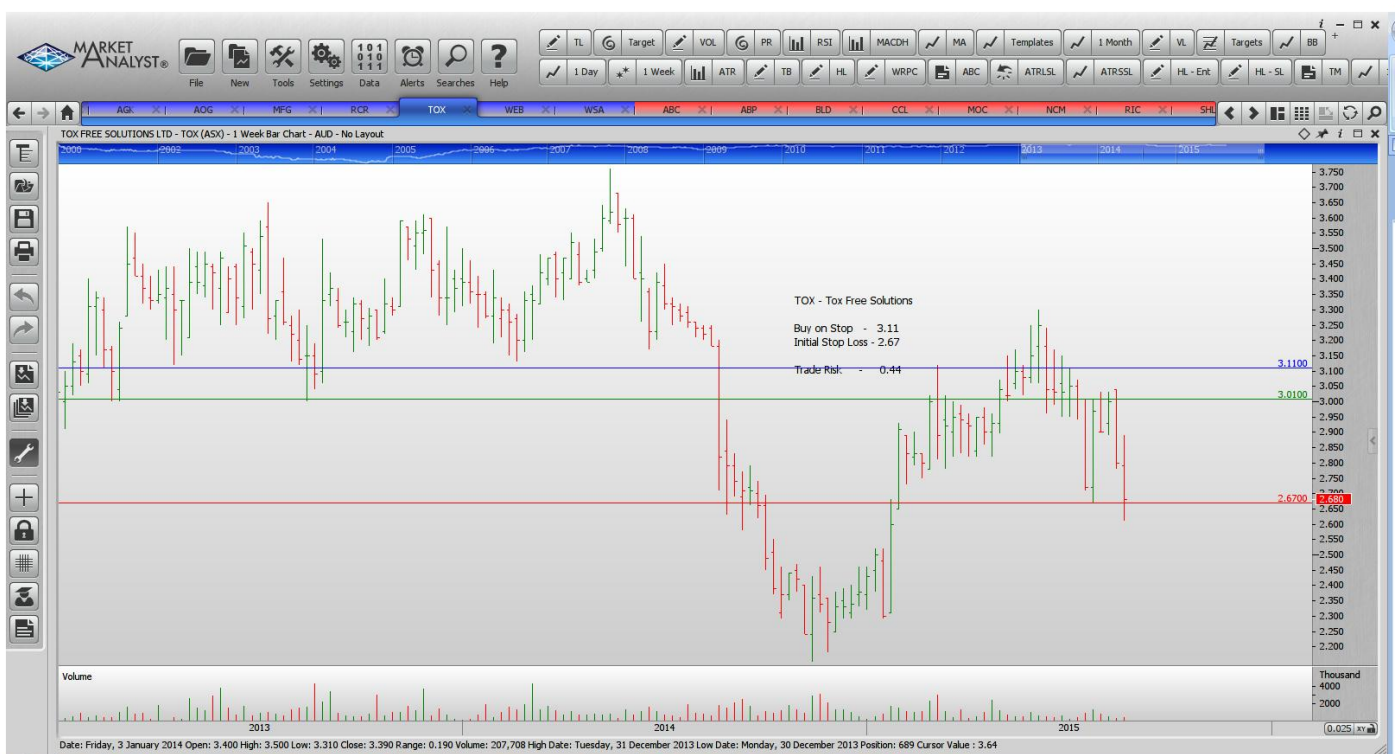 i
MARKET
ANALYST®
File New Tools Settings Data Alerts Searches Help
101
010
111
TL Target VOL PR RSI MACDH MA Templates 1 Month VL Targets BB
1 Day 1 Week ATR TB HL WRPC ABC ATRLSL ATRSSL HL - Ent HL - SL TM
AGK AOG MFG RCR TOX WEB WSA ABC ABP BLD CCL MOC NCM RIC SHL
TOX FREE SOLUTIONS LTD - TOX (ASX) - 1 Week Bar Chart - AUD - No Layout
2000 2002 2003 2004 2005 2006 2007 2008 2009 2010 2011 2012 2013 2014 2015
3.750
3.700
3.650
3.600
3.550
3.500
3.450
3.400
3.350
TOX - Tox Free Solutions
3.300
3.250
Buy on Stop - 3.11
Initial Stop Loss - 2.67
3.200
3.150
3.1100
Trade Risk - 0.44
3.100
3.050
3.0100
3.000
2.950
2.900
2.850
2.800
2.750
2.700
2.6700
2.680
2.650
2.600
2.550
2.500
2.450
2.400
2.350
2.300
2.250
2.200
Volume
Thousand
4000
2000
2013 2014 2015
0.025 XY
Date: Friday, 3 January 2014 Open: 3.400 High: 3.500 Low: 3.310 Close: 3.390 Range: 0.190 Volume: 207,708 High Date: Tuesday, 31 December 2013 Low Date: Monday, 30 December 2013 Position: 689 Cursor Value : 3.64